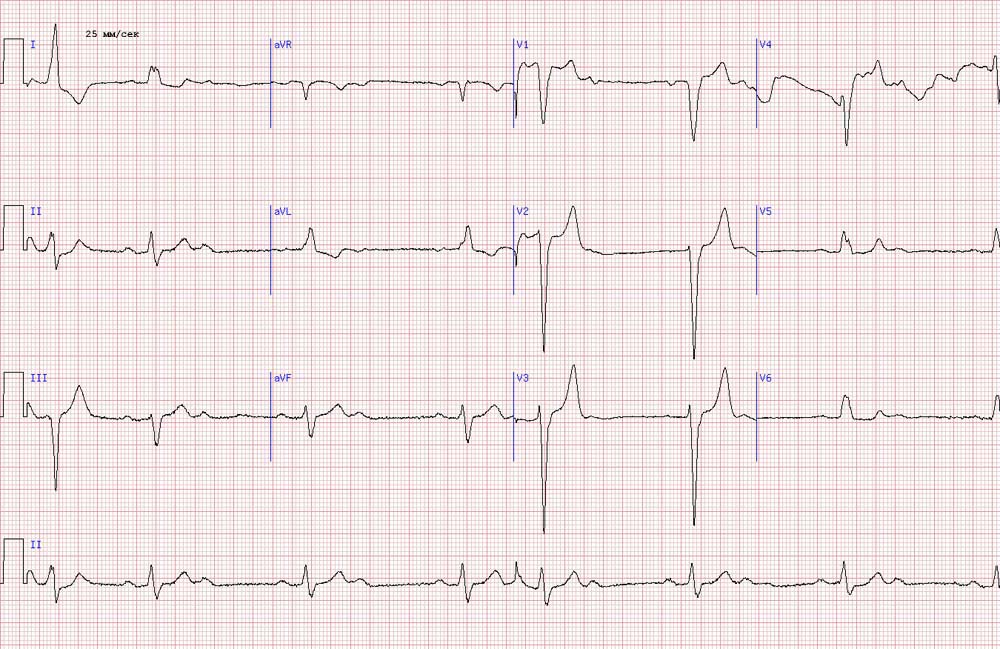 25 мм/сек
I aVR V1 V4
II aVL V2 V5
III aVF V3 V6
II